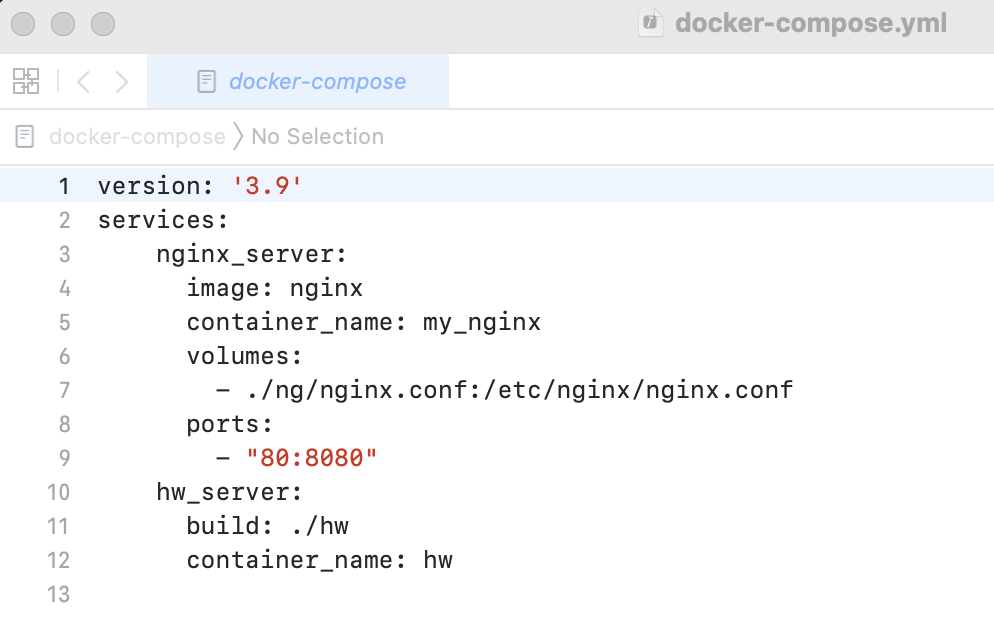 docker-compose.yml
docker-compose
docker-compose No Selection
1 version: '3.9'
2 services:
3     nginx_server:
4       image: nginx
5       container_name: my_nginx
6       volumes:
7         - ./ng/nginx.conf:/etc/nginx/nginx.conf
8       ports:
9         - "80:8080"
10     hw_server:
11       build: ./hw
12       container_name: hw
13